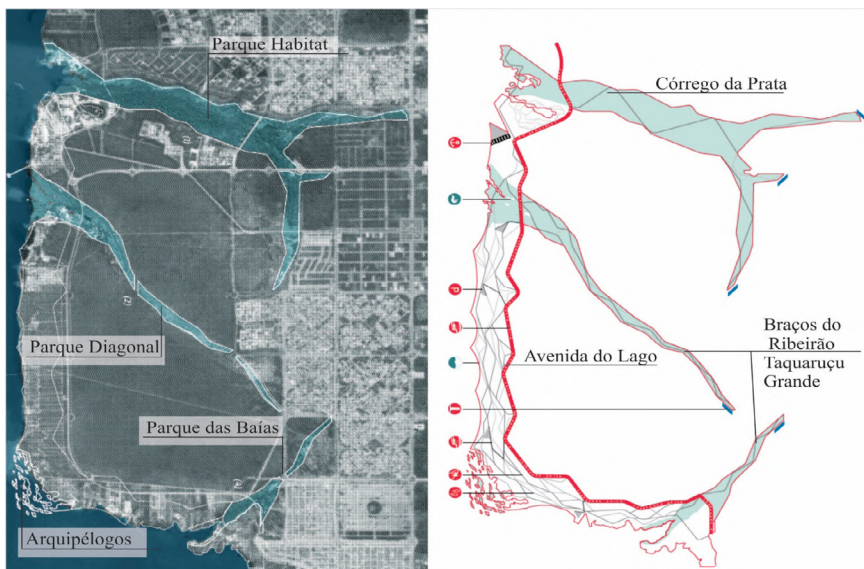 Parque Habitat
Parque Diagonal
Parque das Baías
Arquipélogos
Córrego da Prata
Avenida do Lago
Braços do
Ribeirão
Taquaruçu
Grande